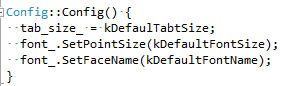 Config::Config() {
  tab_size_ = kDefaulTabtSize;
  font_.SetPointSize(kDefaultFontSize);
  font_.SetFaceName(kDefaultFontName);
}